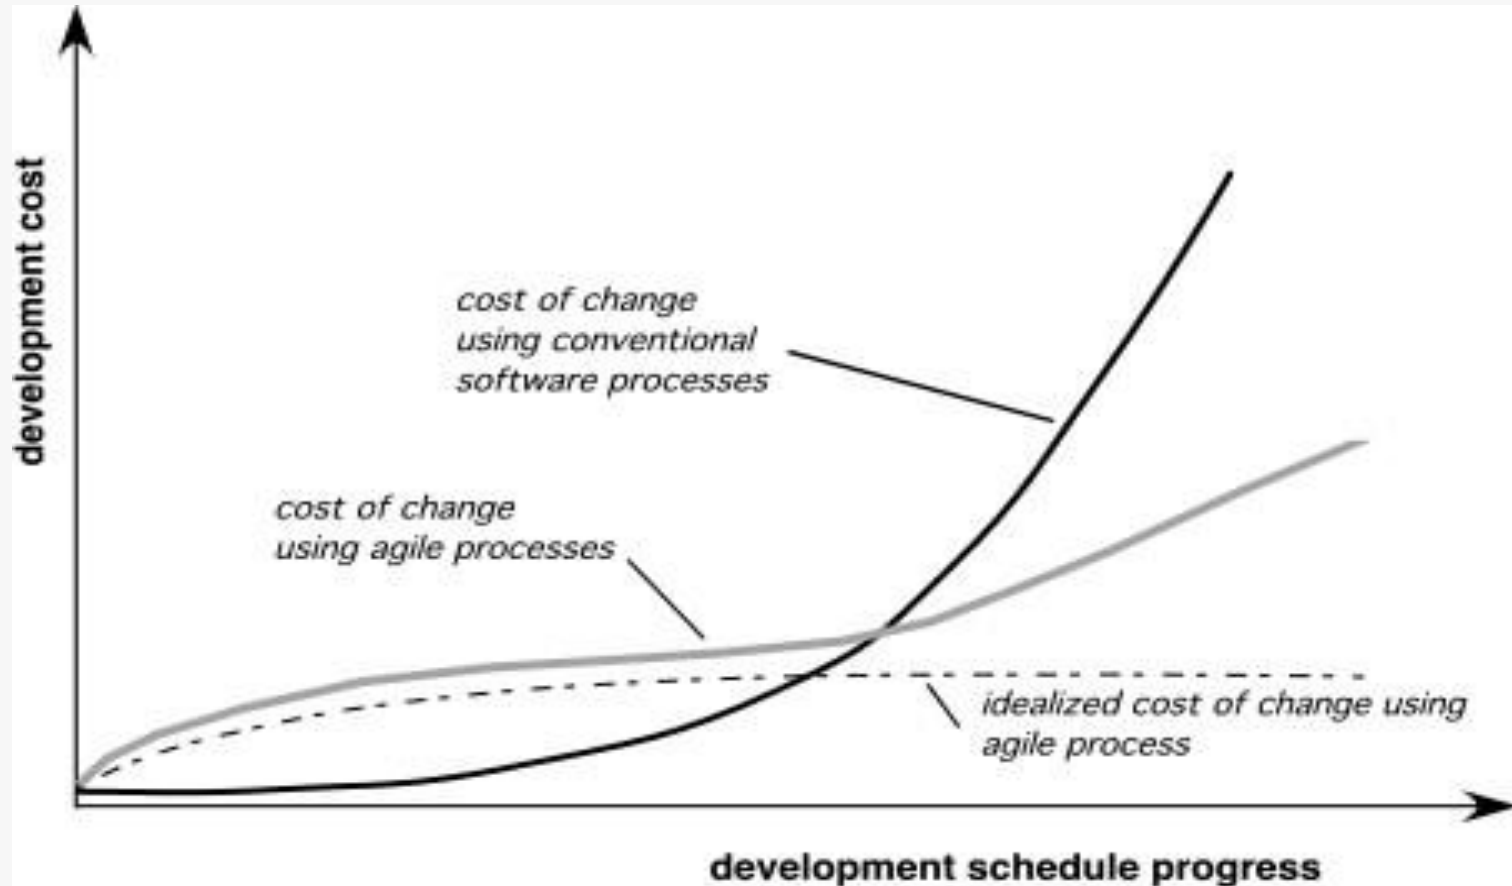 development cost
cost of change
using conventional
software processes
cost of change
using agile processes
idealized cost of change using
agile process
development schedule progress